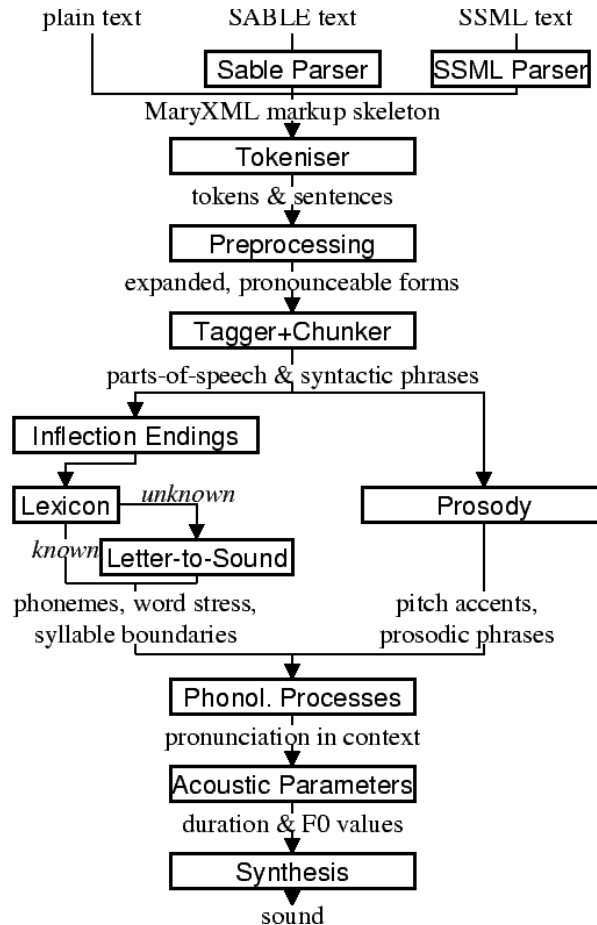 plain text
SABLE text
SSML text
Sable Parser
SSML Parser
MaryXML markup skeleton
Tokeniser
tokens & sentences
Preprocessing
expanded, pronounceable forms
Tagger+Chunker
parts-of-speech & syntactic phrases
Inflection Endings
Lexicon
unknown
Prosody
known
Letter-to-Sound
phonemes, word stress,
syllable boundaries
pitch accents,
prosodic phrases
Phonol. Processes
pronunciation in context
Acoustic Parameters
duration & F0 values
Synthesis
sound